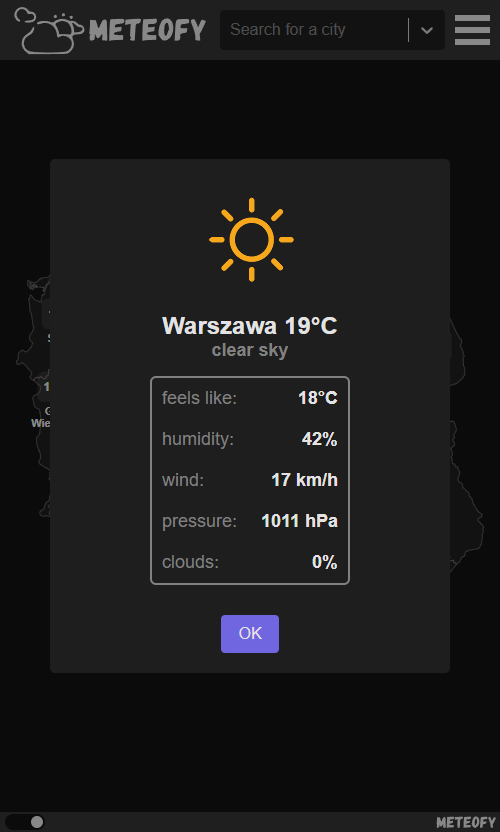 METEOFY
Search for a city
Warszawa 19°C
clear sky
feels like: 18°C
humidity: 42%
wind: 17 km/h
pressure: 1011 hPa
clouds: 0%
OK
METEOFY